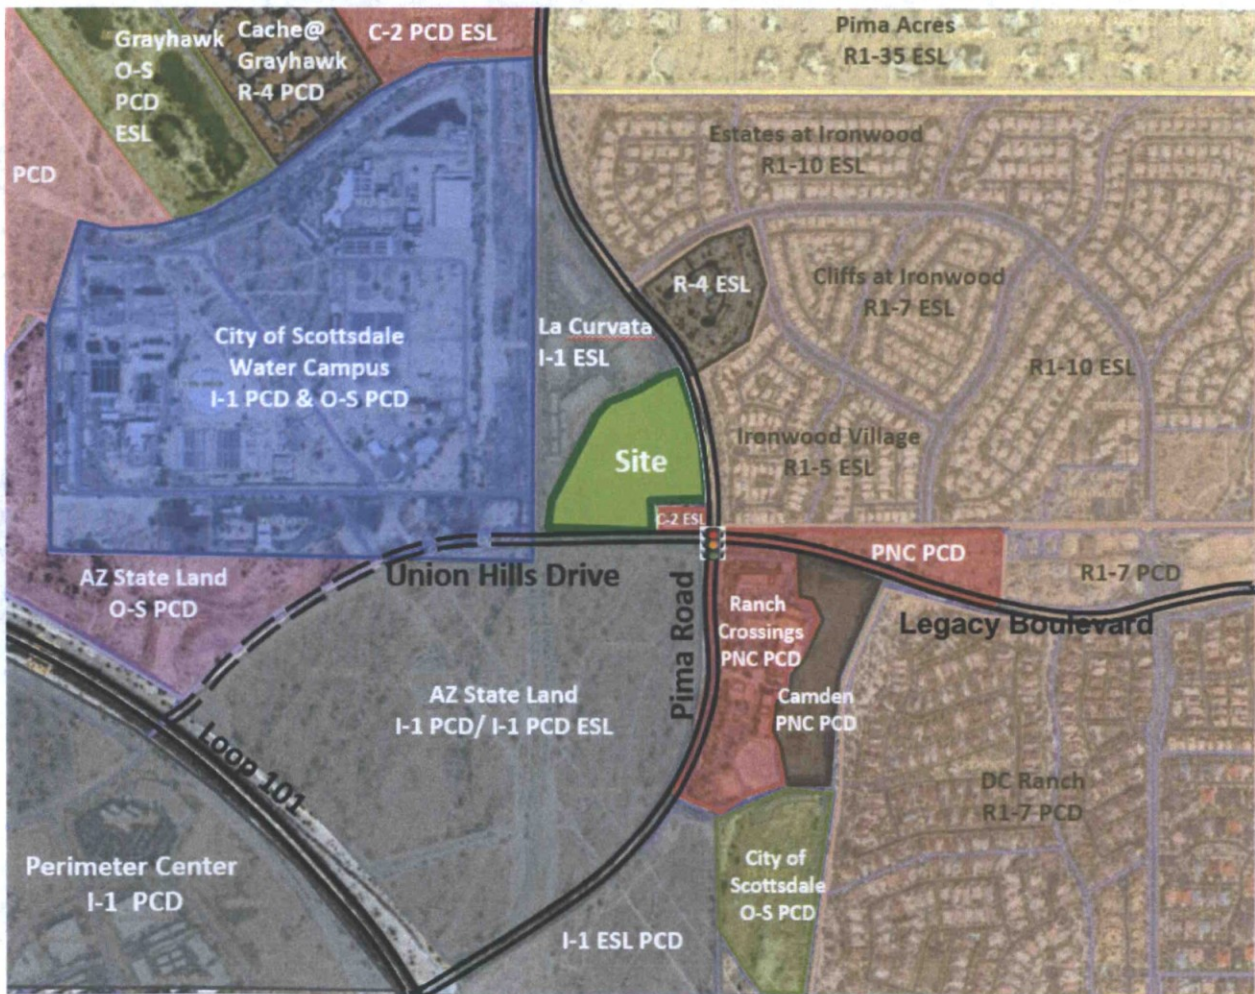 Grayhawk
O-S
PCD
ESL
Cache@
Grayhawk
R-4 PCD
C-2 PCD ESL
Pima Acres
R1-35 ESL
PCD
Estates at Ironwood
R1-10 ESL
R-4 ESL
Cliffs at Ironwood
R1-7 ESL
La Curvata
I-1 ESL
City of Scottsdale
Water Campus
I-1 PCD & O-S PCD
R1-10 ESL
Site
Ironwood Village
R1-5 ESL
C-2 ESL
PNC PCD
R1-7 PCD
AZ State Land
O-S PCD
Union Hills Drive
Pima Road
Ranch
Crossings
PNC PCD
Legacy Boulevard
AZ State Land
I-1 PCD/ I-1 PCD ESL
Camden
PNC PCD
Loop 101
DC Ranch
R1-7 PCD
Perimeter Center
I-1 PCD
City of
Scottsdale
O-S PCD
I-1 ESL PCD